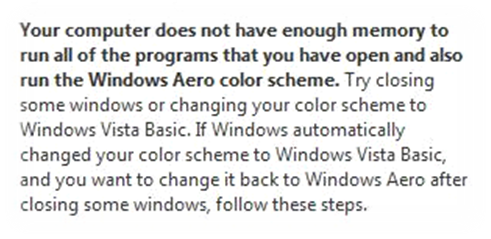 Your computer does not have enough memory to
run all of the programs that you have open and also
run the Windows Aero color scheme. Try closing
some windows or changing your color scheme to
Windows Vista Basic. If Windows automatically
changed your color scheme to Windows Vista Basic,
and you want to change it back to Windows Aero after
closing some windows, follow these steps.